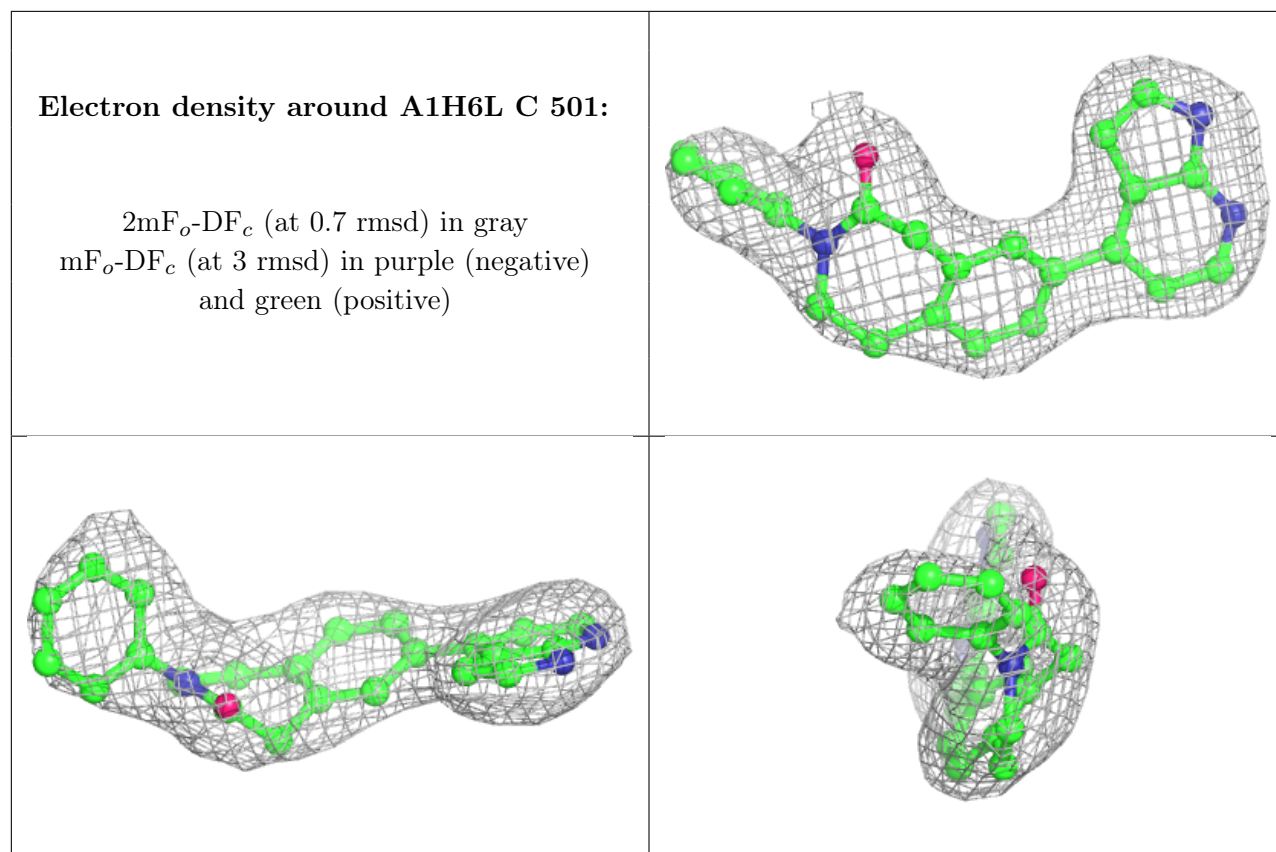 Electron density around A1H6L C 501:
2mFo-DFc (at 0.7 rmsd) in gray
mFo-DFc (at 3 rmsd) in purple (negative)
and green (positive)